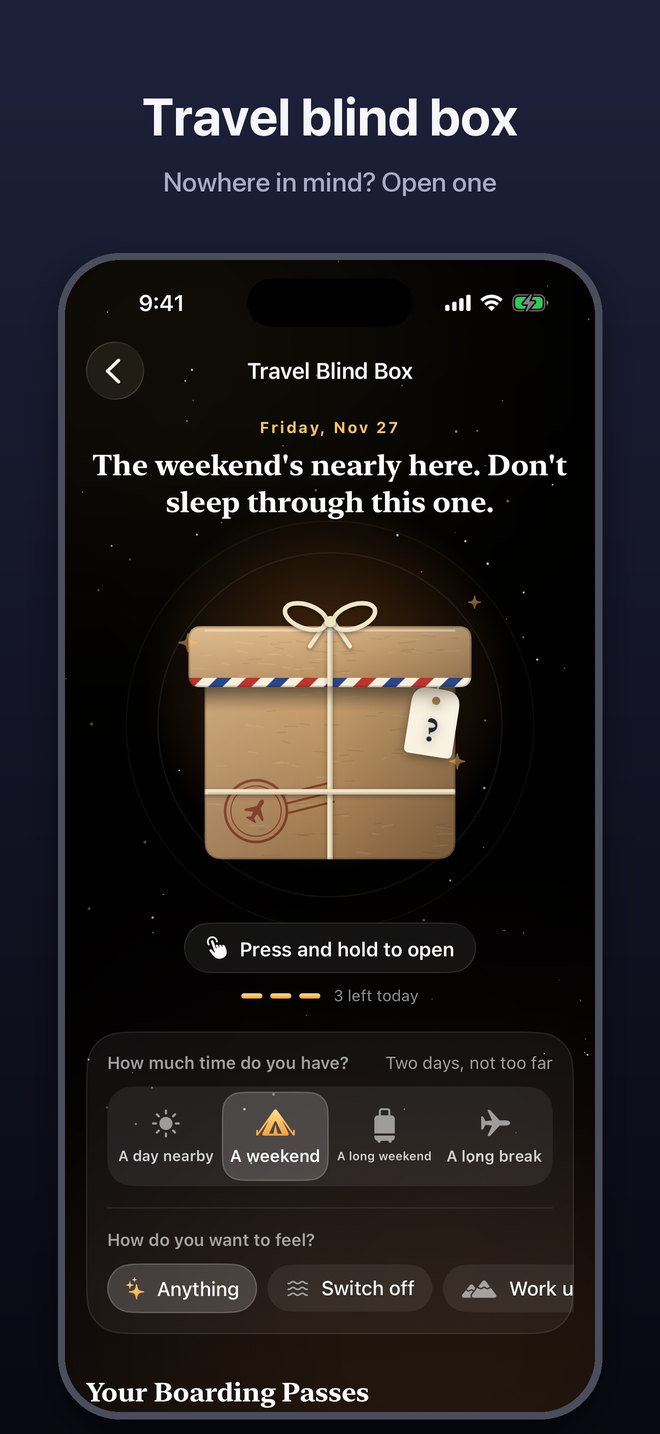 Travel blind box
Nowhere in mind? Open one
9:41
Travel Blind Box
Friday, Nov 27
The weekend's nearly here. Don't
sleep through this one.
?
Press and hold to open
3 left today
How much time do you have? Two days, not too far
A day nearby A weekend A long weekend A long break
How do you want to feel?
Anything Switch off Work u
Your Boarding Passes